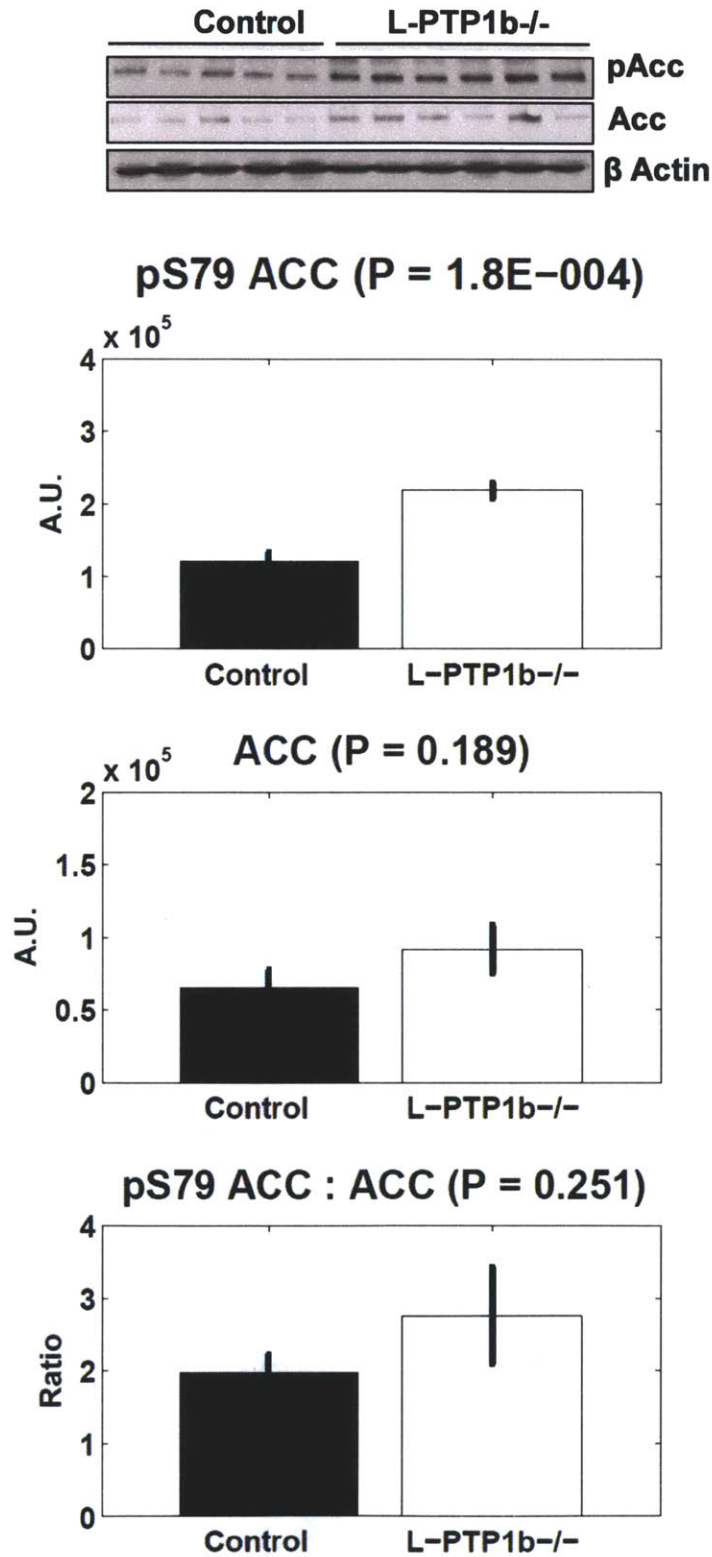 Control L-PTP1b-/-
pAcc
Acc
β Actin
pS79 ACC (P = 1.8E−004)
x 10^5
4
3
2
1
0
A.U.
Control L−PTP1b−/−
ACC (P = 0.189)
x 10^5
2
1.5
1
0.5
0
A.U.
Control L−PTP1b−/−
pS79 ACC : ACC (P = 0.251)
4
3
2
1
0
Ratio
Control L−PTP1b−/−